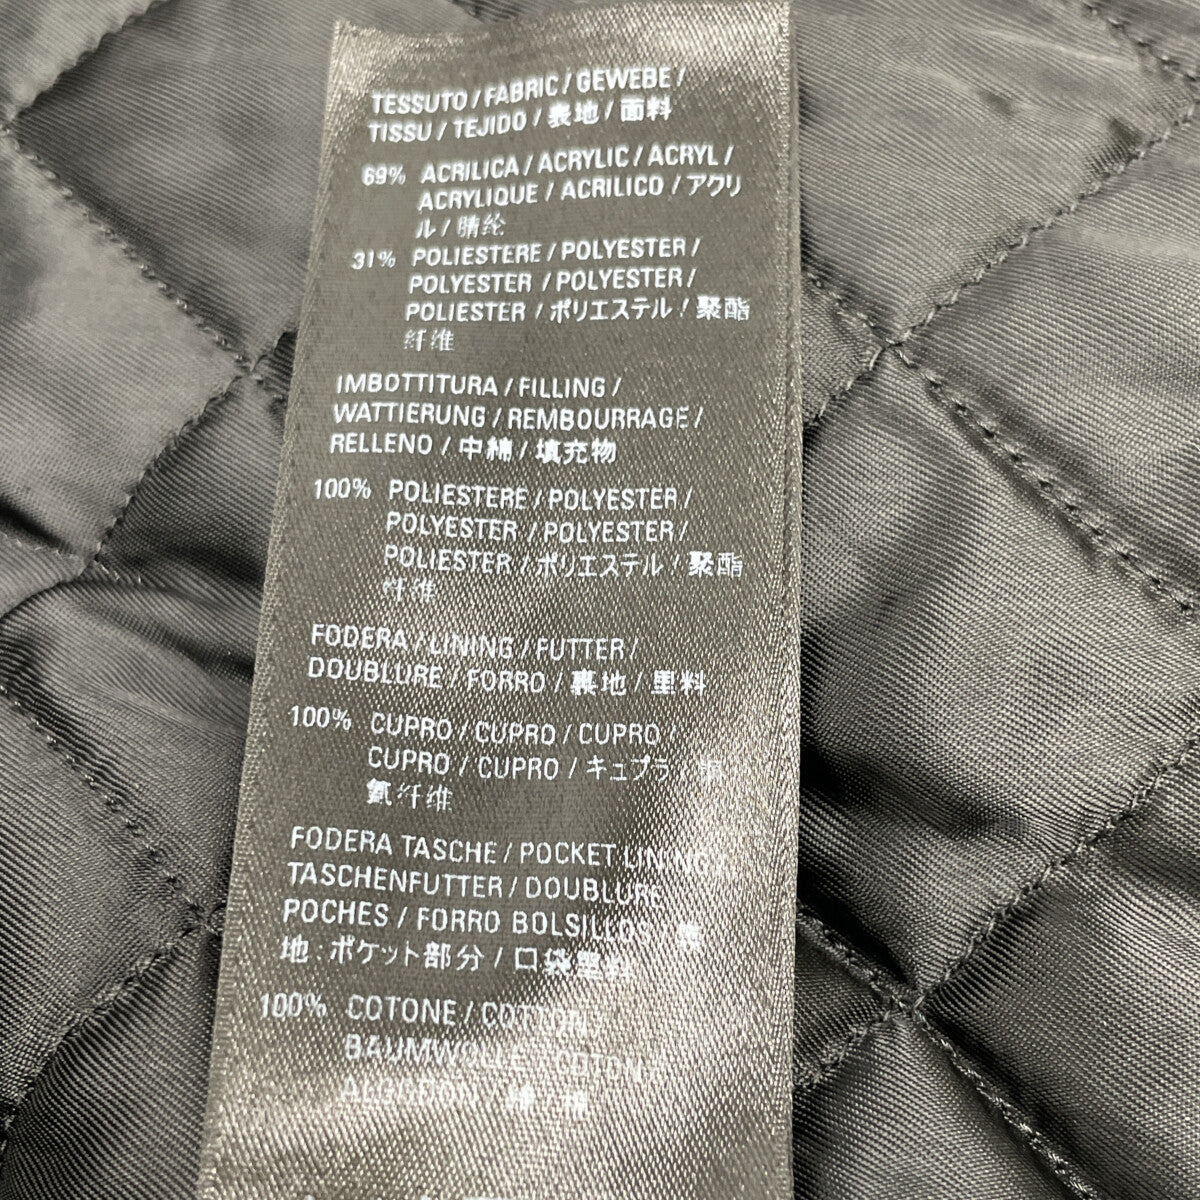 TESSUTO / FABRIC / GEWEBE /
TISSU / TEJIDO / 表地 / 面料
69% ACRILICA / ACRYLIC / ACRYL /
ACRYLIQUE / ACRILICO / アクリ
ル / 腈纶
31% POLIESTERE / POLYESTER /
POLYESTER / POLYESTER /
POLIESTER / ポリエステル / 聚酯
纤维
IMBOTTITURA / FILLING /
WATTIERUNG / REMBOURRAGE /
RELLENO / 中綿 / 填充物
100% POLIESTERE / POLYESTER /
POLYESTER / POLYESTER /
POLIESTER / ポリエステル / 聚酯
纤维
FODERA / LINING / FUTTER /
DOUBLURE / FORRO / 裏地 / 里料
100% CUPRO / CUPRO / CUPRO /
CUPRO / CUPRO / キュプラ
氨纤维
FODERA TASCHE / POCKET LINING /
TASCHENFUTTER / DOUBLURE
POCHES / FORRO BOLSILLOS / 裏
地:ポケット部分 / 口袋里料
100% COTONE / COTTON /
BAUMWOLLE COTON
ALGODON / 綿 / 棉